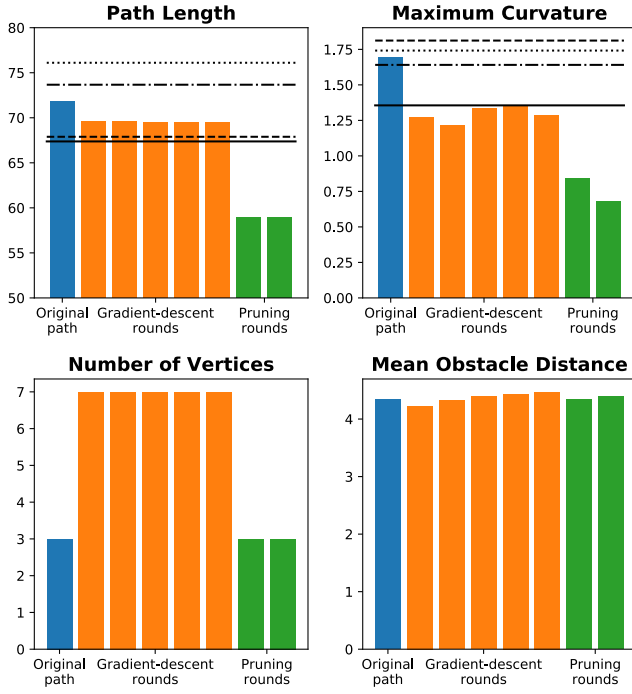 Path Length
80
75
70
65
60
55
50
Original
path
Gradient-descent
rounds
Pruning
rounds
Maximum Curvature
1.75
1.50
1.25
1.00
0.75
0.50
0.25
0.00
Original
path
Gradient-descent
rounds
Pruning
rounds
Number of Vertices
7
6
5
4
3
2
1
0
Original
path
Gradient-descent
rounds
Pruning
rounds
Mean Obstacle Distance
4
3
2
1
0
Original
path
Gradient-descent
rounds
Pruning
rounds